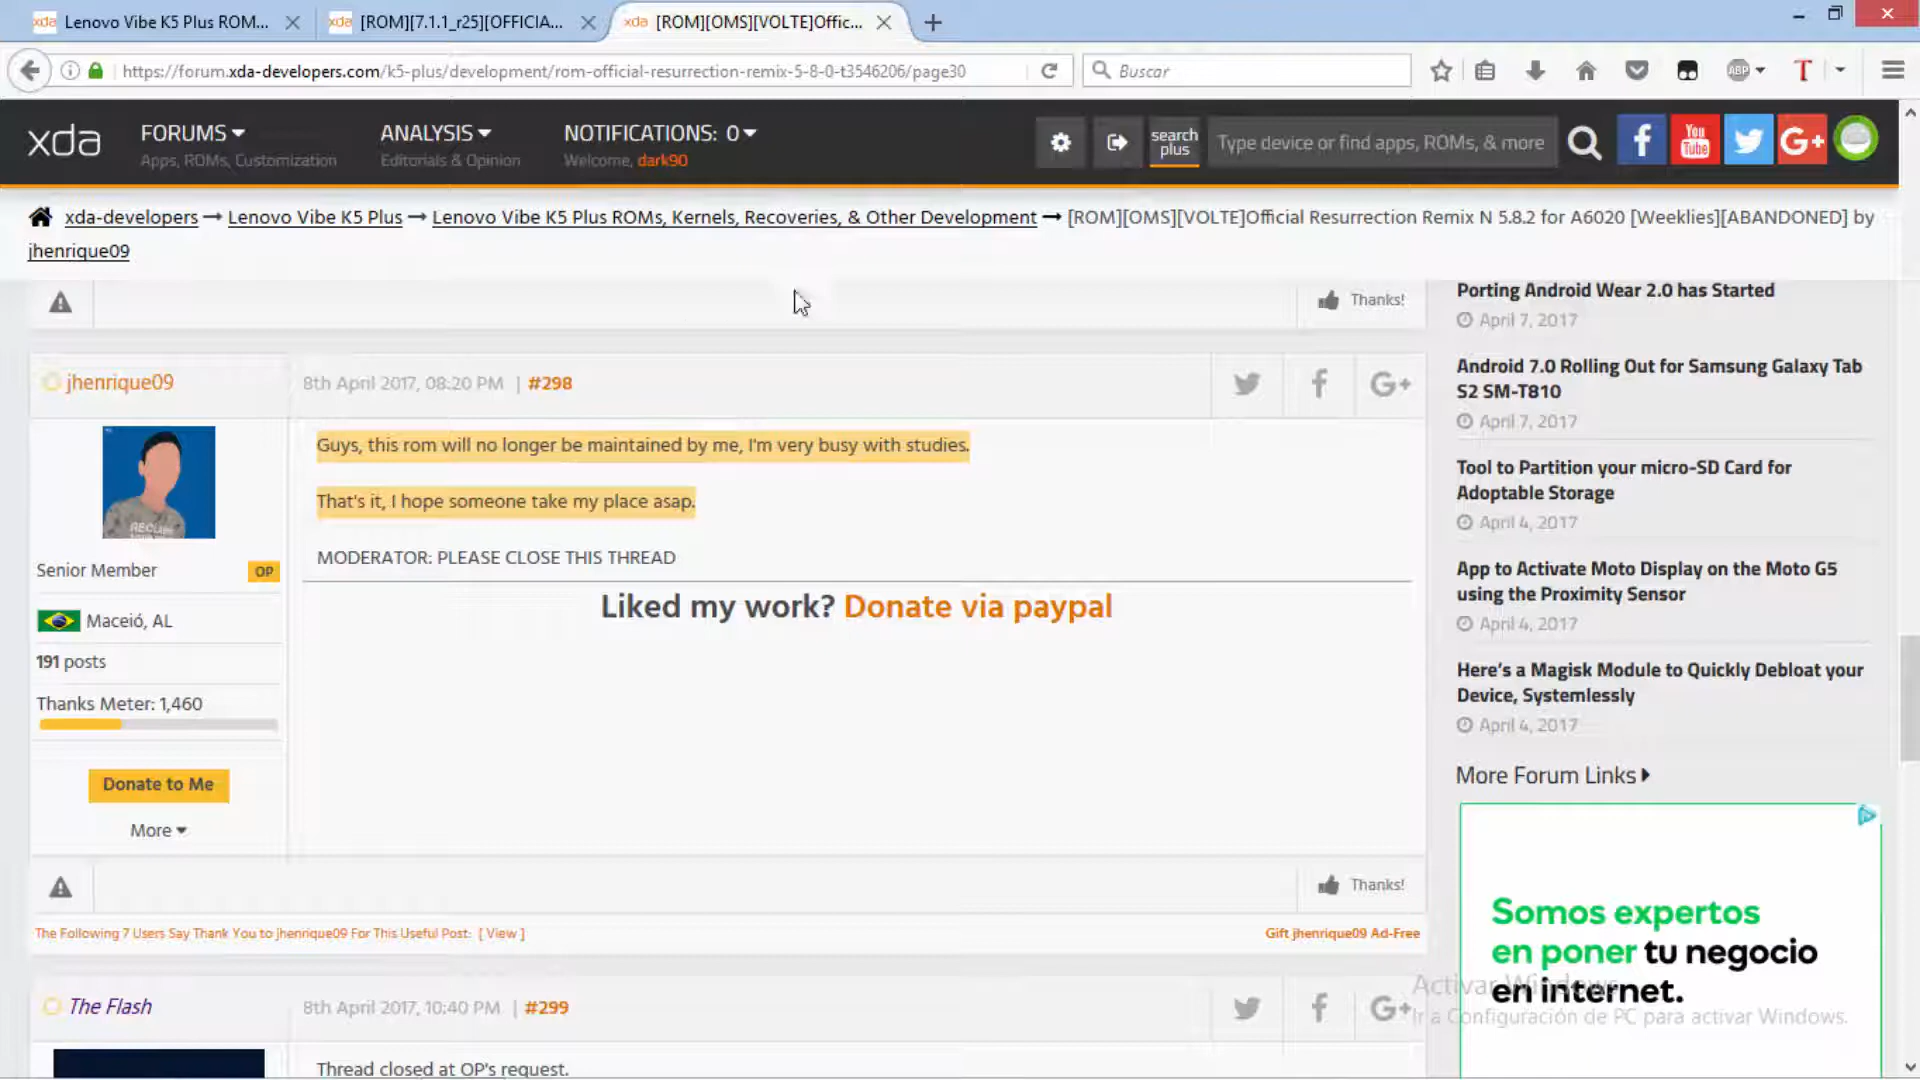 xda Lenovo Vibe K5 Plus ROM... xda [ROM][7.1.1_r25][OFFICIA... xda [ROM][OMS][VOLTE]Offic...
https://forum.xda-developers.com/k5-plus/development/rom-official-resurrection-remix-5-8-0-t3546206/page30 Buscar ABP T
xda FORUMS ANALYSIS NOTIFICATIONS: 0 search plus Type device or find apps, ROMs, & more f You Tube G+
Apps, ROMs, Customization Editorials & Opinion Welcome, dark90
xda-developers → Lenovo Vibe K5 Plus → Lenovo Vibe K5 Plus ROMs, Kernels, Recoveries, & Other Development → [ROM][OMS][VOLTE]Official Resurrection Remix N 5.8.2 for A6020 [Weeklies][ABANDONED] by
jhenrique09
Thanks!
jhenrique09 8th April 2017, 08:20 PM | #298 f G+
Guys, this rom will no longer be maintained by me, I'm very busy with studies.
That's it, I hope someone take my place asap.
MODERATOR: PLEASE CLOSE THIS THREAD
Liked my work? Donate via paypal
Senior Member OP
Maceió, AL
191 posts
Thanks Meter: 1,460
Donate to Me
More
Thanks!
The Following 7 Users Say Thank You to jhenrique09 For This Useful Post: [ View ] Gift jhenrique09 Ad-Free
The Flash 8th April 2017, 10:40 PM | #299 f G+
Thread closed at OP's request.
Porting Android Wear 2.0 has Started
April 7, 2017
Android 7.0 Rolling Out for Samsung Galaxy Tab
S2 SM-T810
April 7, 2017
Tool to Partition your micro-SD Card for
Adoptable Storage
April 4, 2017
App to Activate Moto Display on the Moto G5
using the Proximity Sensor
April 4, 2017
Here's a Magisk Module to Quickly Debloat your
Device, Systemlessly
April 4, 2017
More Forum Links
Somos expertos
en poner tu negocio
en internet.
Activar Windows
Ir a Configuración de PC para activar Windows.